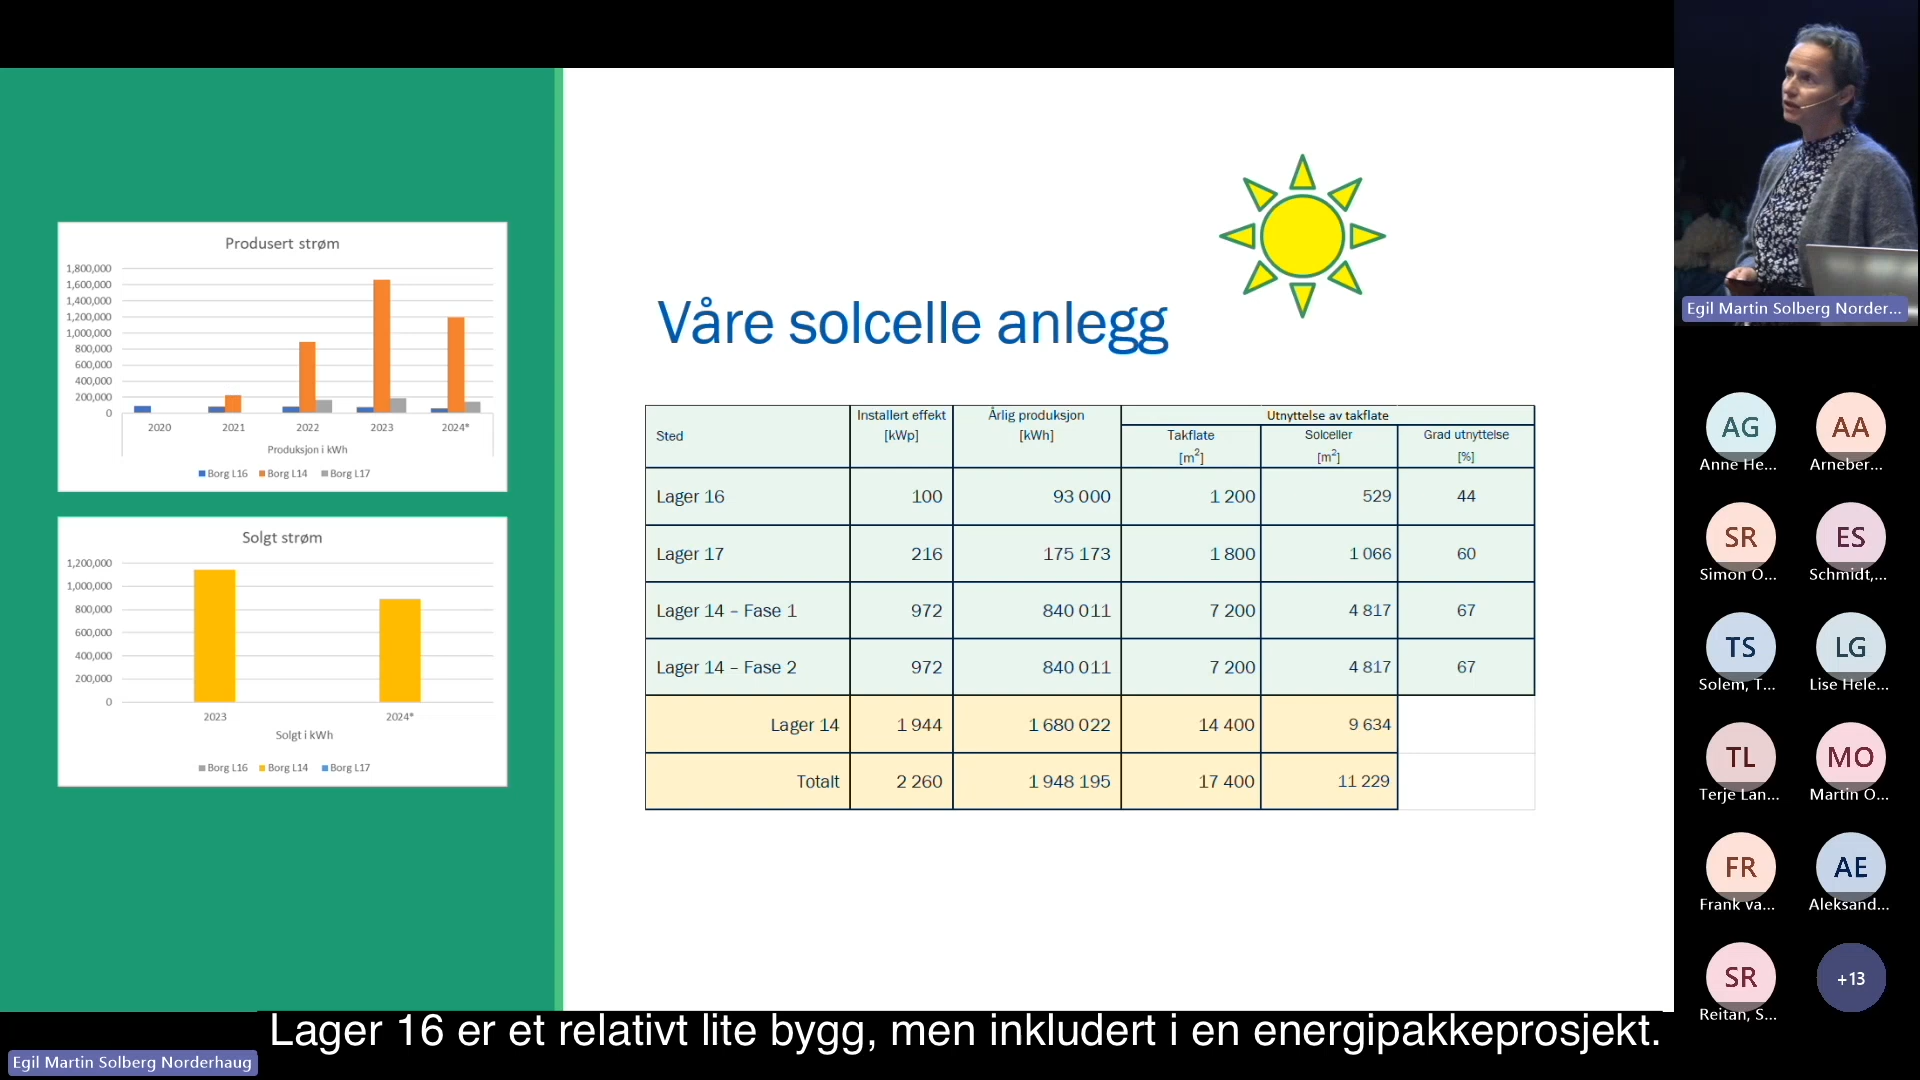 Produsert strøm
1,800,000
1,600,000
1,400,000
1,200,000
1,000,000
800,000
600,000
400,000
200,000
0
2020 2021 2022 2023 2024*
Produksjon i kWh
Borg L16 Borg L14 Borg L17
Solgt strøm
1,200,000
1,000,000
800,000
600,000
400,000
200,000
0
2023 2024*
Solgt i kWh
Borg L16 Borg L14 Borg L17
Våre solcelle anlegg
Sted Installert effekt [kWp] Årlig produksjon [kWh] Utnyttelse av takflate
Takflate [m²] Solceller [m²] Grad utnyttelse [%]
Lager 16 100 93 000 1 200 529 44
Lager 17 216 175 173 1 800 1 066 60
Lager 14 – Fase 1 972 840 011 7 200 4 817 67
Lager 14 – Fase 2 972 840 011 7 200 4 817 67
Lager 14 1 944 1 680 022 14 400 9 634
Totalt 2 260 1 948 195 17 400 11 229
Egil Martin Solberg Norder...
AG AA
Anne He... Arneber...
SR ES
Simon O... Schmidt,...
TS LG
Solem, T... Lise Hele...
TL MO
Terje Lan... Martin O...
FR AE
Frank va... Aleksand...
SR +13
Reitan, S...
Lager 16 er et relativt lite bygg, men inkludert i en energipakkeprosjekt.
Egil Martin Solberg Norderhaug